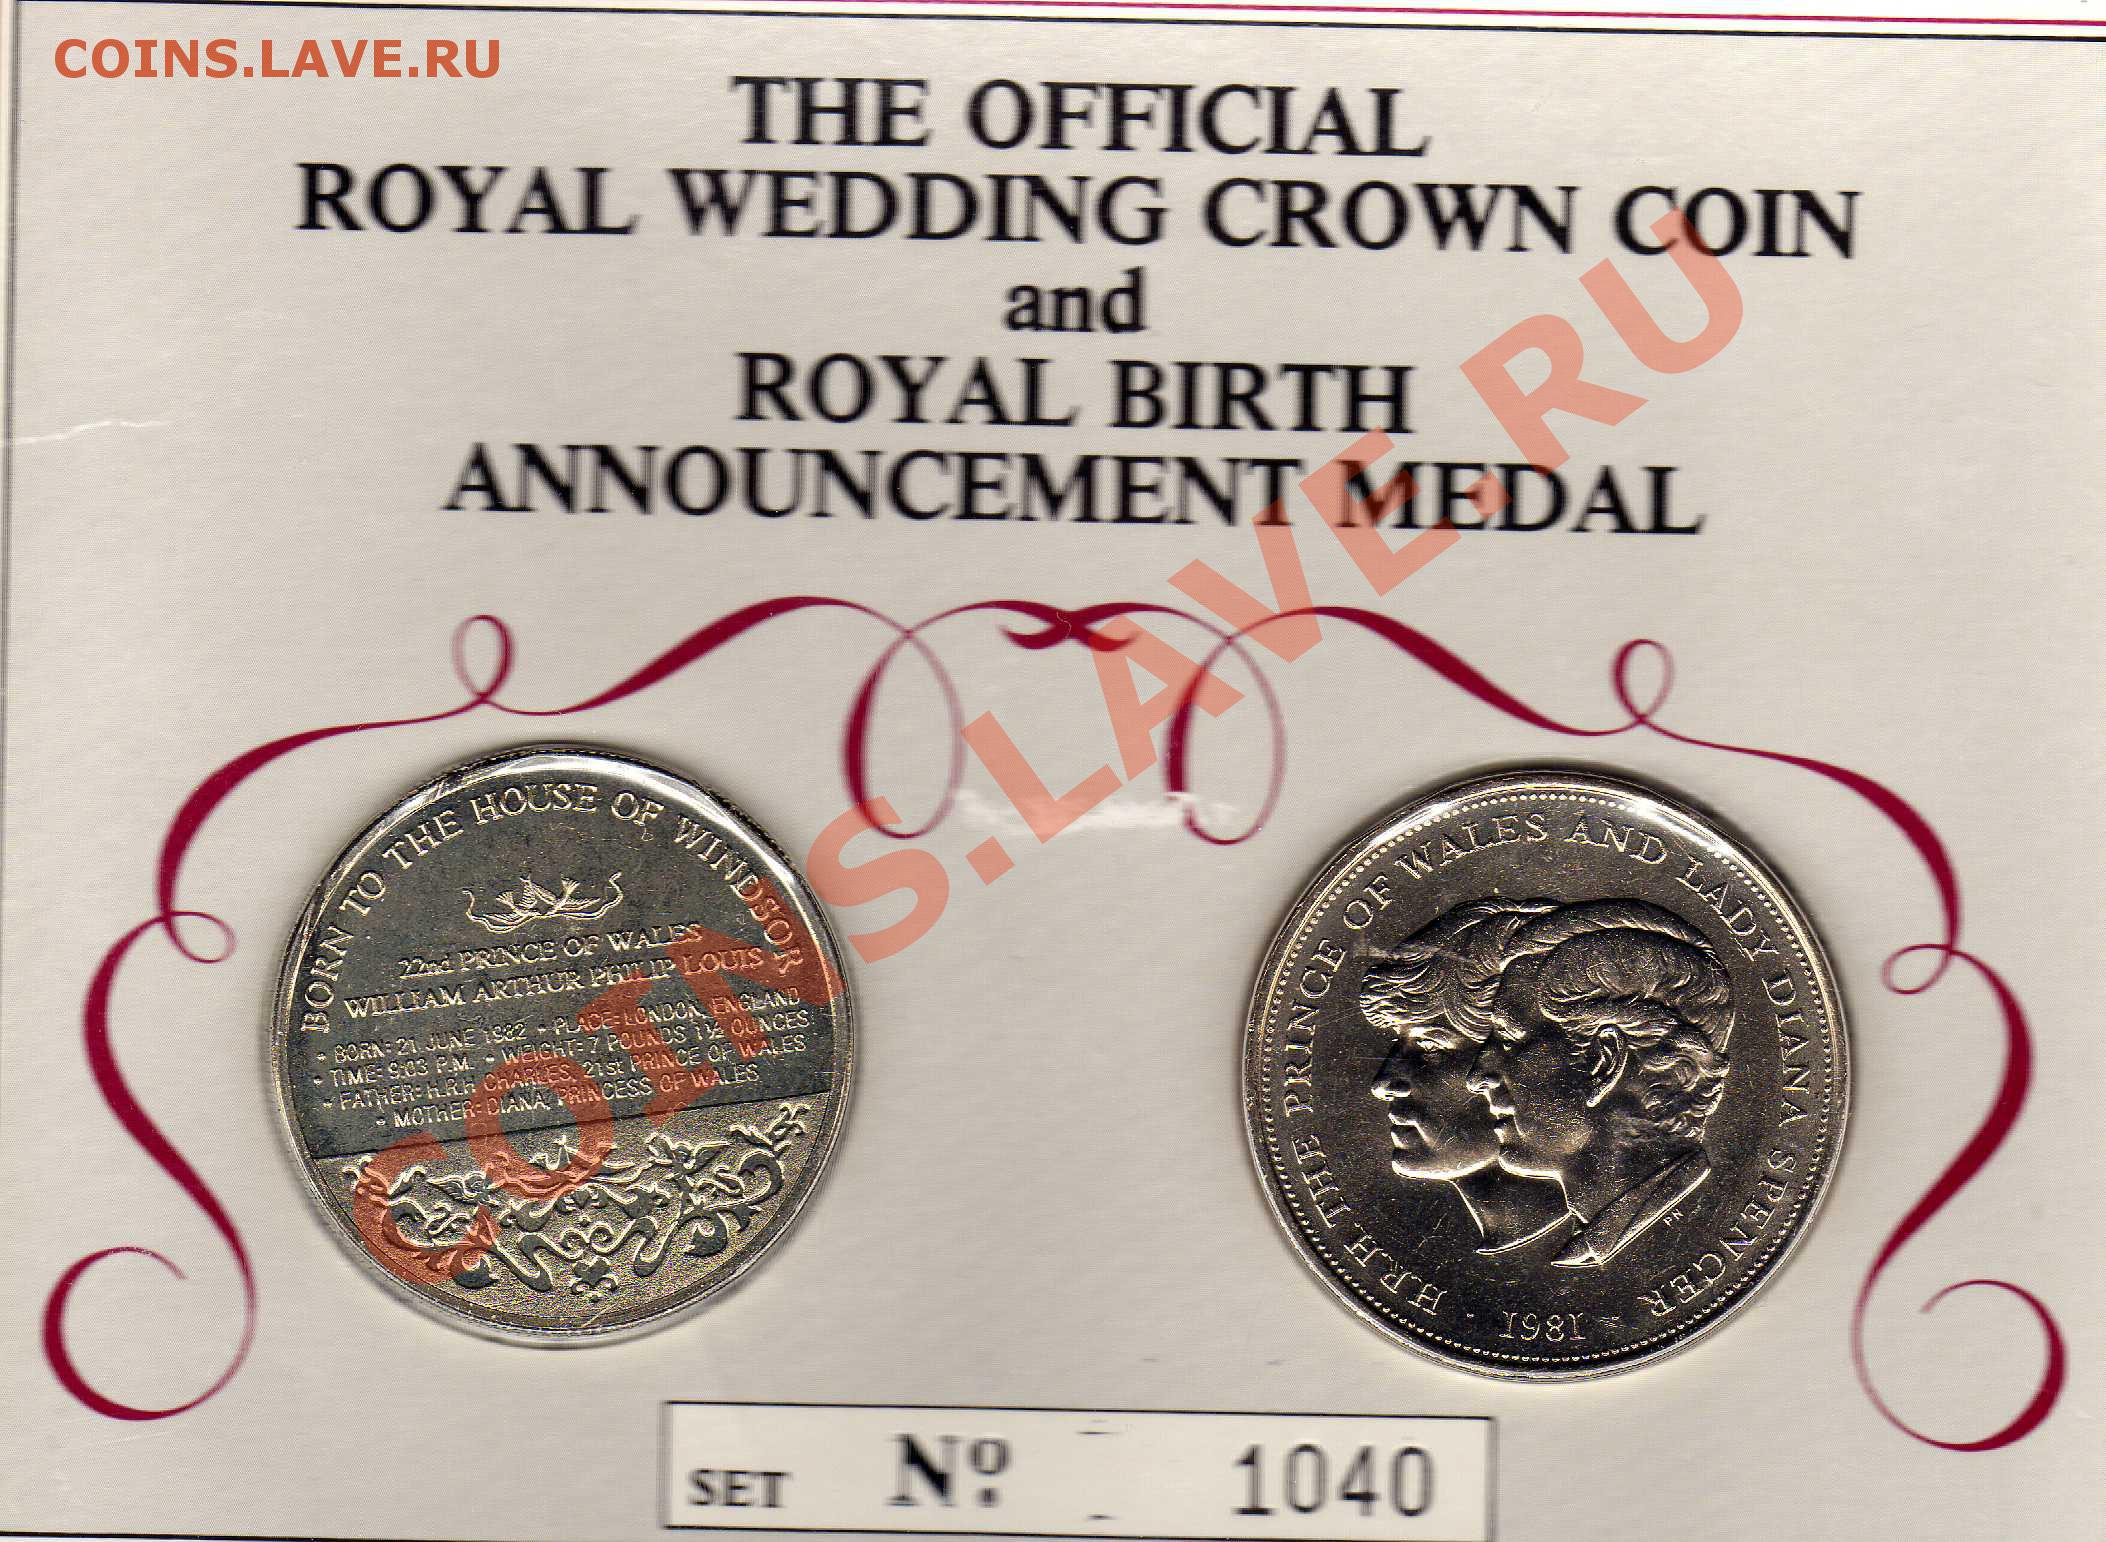 COINS.LAVE.RU
THE OFFICIAL
ROYAL WEDDING CROWN COIN
and
ROYAL BIRTH
ANNOUNCEMENT MEDAL
BORN TO THE HOUSE OF WINDSOR
22nd PRINCE OF WALES
WILLIAM ARTHUR PHILIP LOUIS
• BORN: 21 JUNE 1982 • PLACE: LONDON, ENGLAND
• TIME: 9:03 P.M. • WEIGHT: 7 POUNDS 1½ OUNCES
• FATHER: H.R.H. CHARLES, 21st PRINCE OF WALES
• MOTHER: DIANA, PRINCESS OF WALES
H.R.H. THE PRINCE OF WALES AND LADY DIANA SPENCER
PN
· 1981 ·
COINS.LAVE.RU
SET Nº. 1040